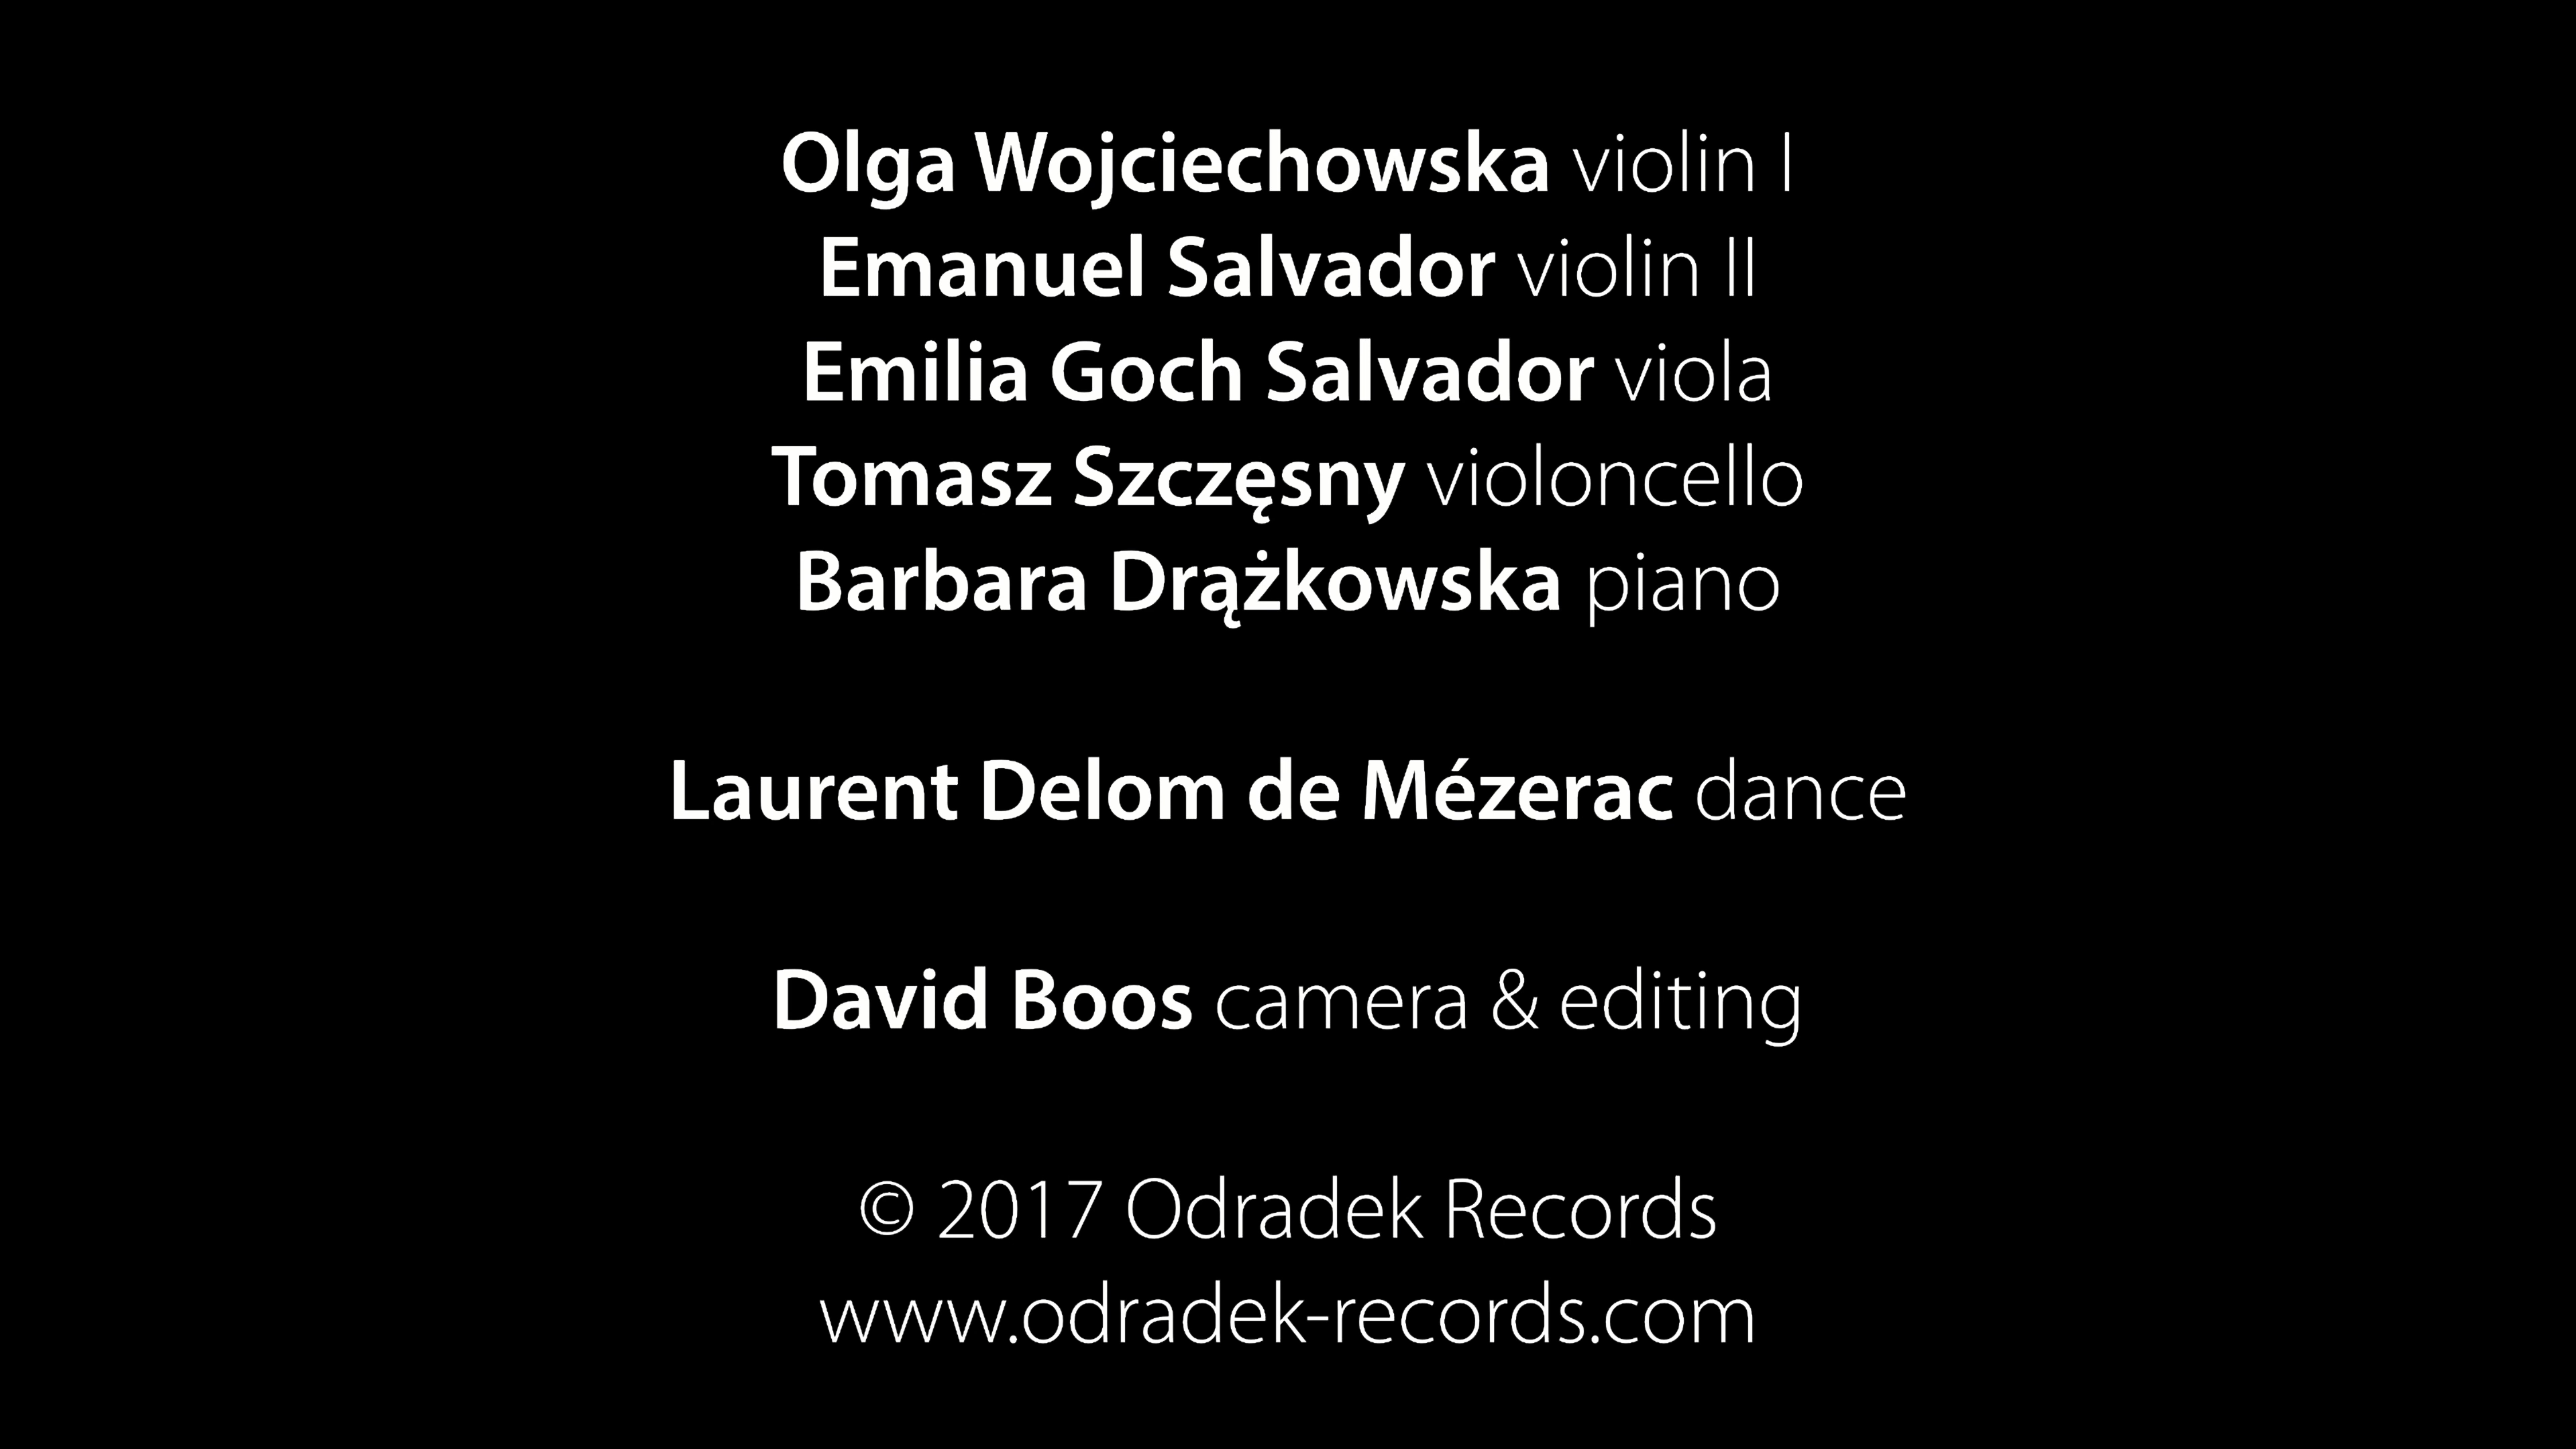 Olga Wojciechowska violin I
Emanuel Salvador violin II
Emilia Goch Salvador viola
Tomasz Szczęsny violoncello
Barbara Drążkowska piano
Laurent Delom de Mézerac dance
David Boos camera & editing
© 2017 Odradek Records
www.odradek-records.com